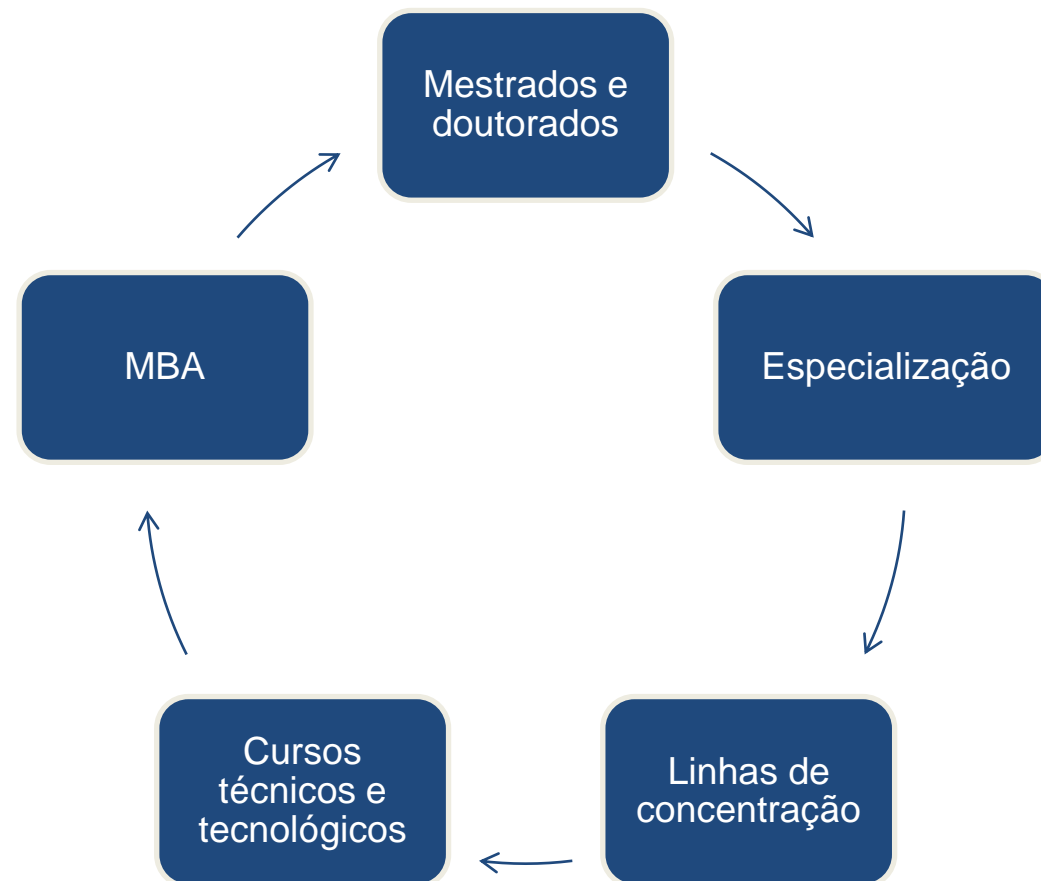 Mestrados e
doutorados
MBA
Especialização
Cursos
técnicos e
tecnológicos
Linhas de
concentração